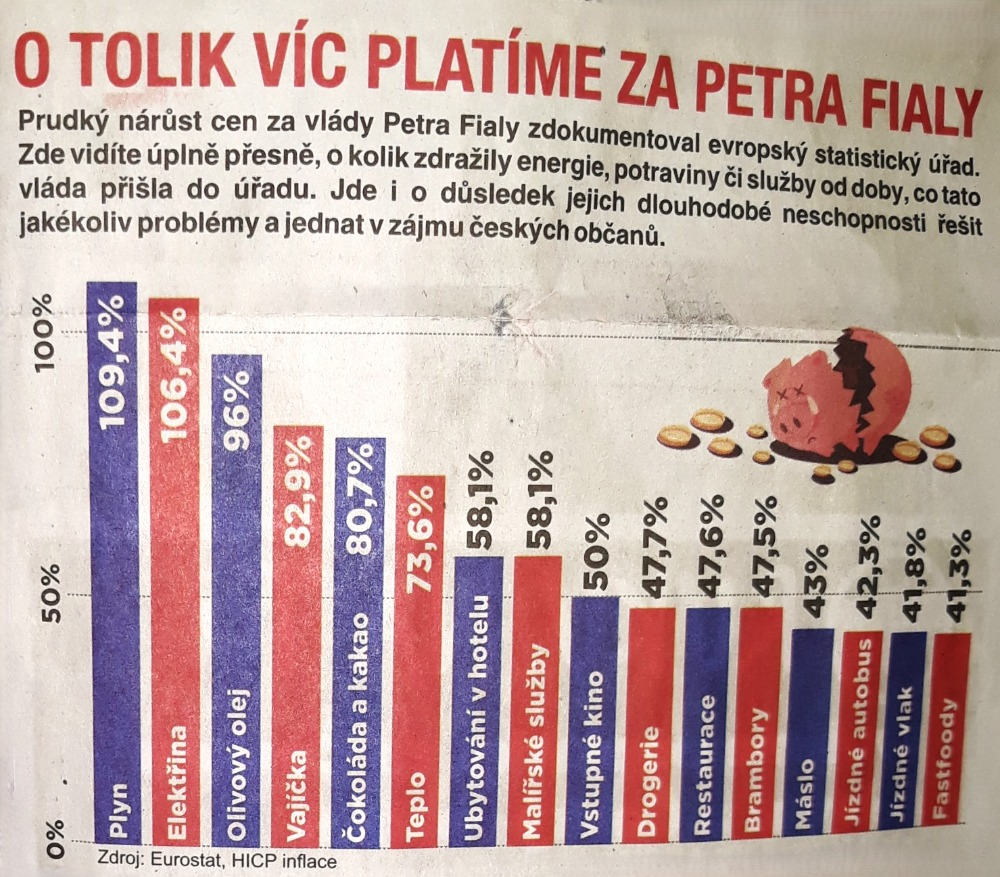 O TOLIK VÍC PLATÍME ZA PETRA FIALY
Prudký nárůst cen za vlády Petra Fialy zdokumentoval evropský statistický úřad.
Zde vidíte úplně přesně, o kolik zdražily energie, potraviny či služby od doby, co tato
vláda přišla do úřadu. Jde i o důsledek jejich dlouhodobé neschopnosti řešit
jakékoliv problémy a jednat v zájmu českých občanů.
100%
50%
0%
109,4%
Plyn
106,4%
Elektřina
96%
Olivový olej
82,9%
Vajíčka
80,7%
Čokoláda a kakao
73,6%
Teplo
58,1%
Ubytování v hotelu
58,1%
Malířské služby
50%
Vstupné kino
47,7%
Drogerie
47,6%
Restaurace
47,5%
Brambory
43%
Máslo
42,3%
Jízdné autobus
41,8%
Jízdné vlak
41,3%
Fastfoody
Zdroj: Eurostat, HICP inflace